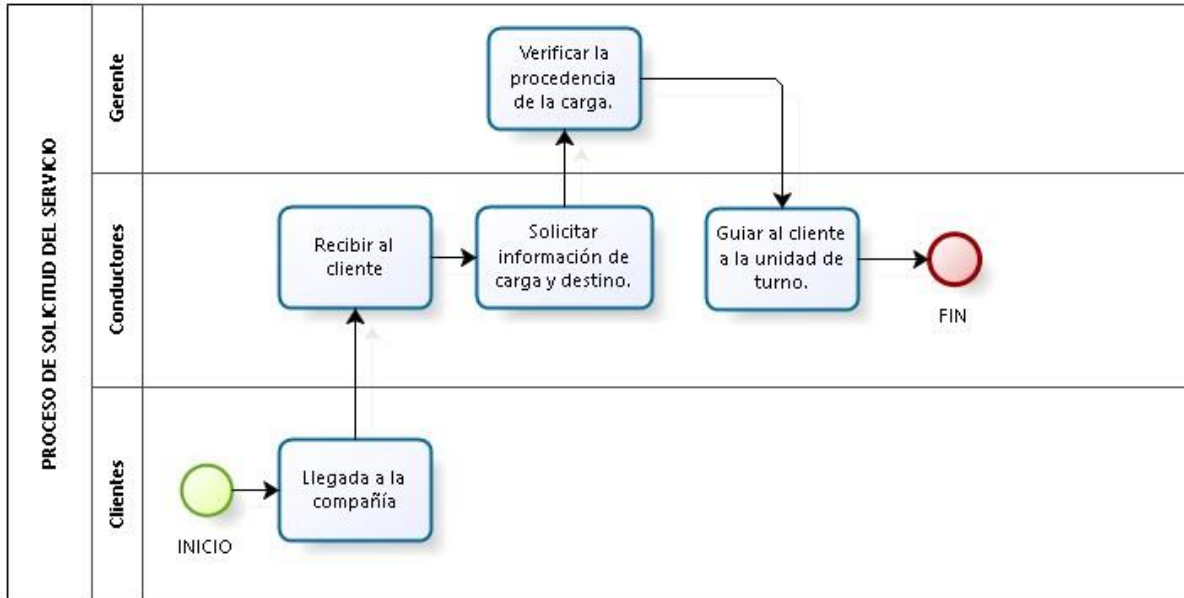 PROCESO DE SOLICITUD DEL SERVICIO
Gerente
Verificar la
procedencia
de la carga.
Conductores
Recibir al
cliente
Solicitar
información de
carga y destino.
Guiar al cliente
a la unidad de
turno.
FIN
Clientes
INICIO
Llegada a la
compañía